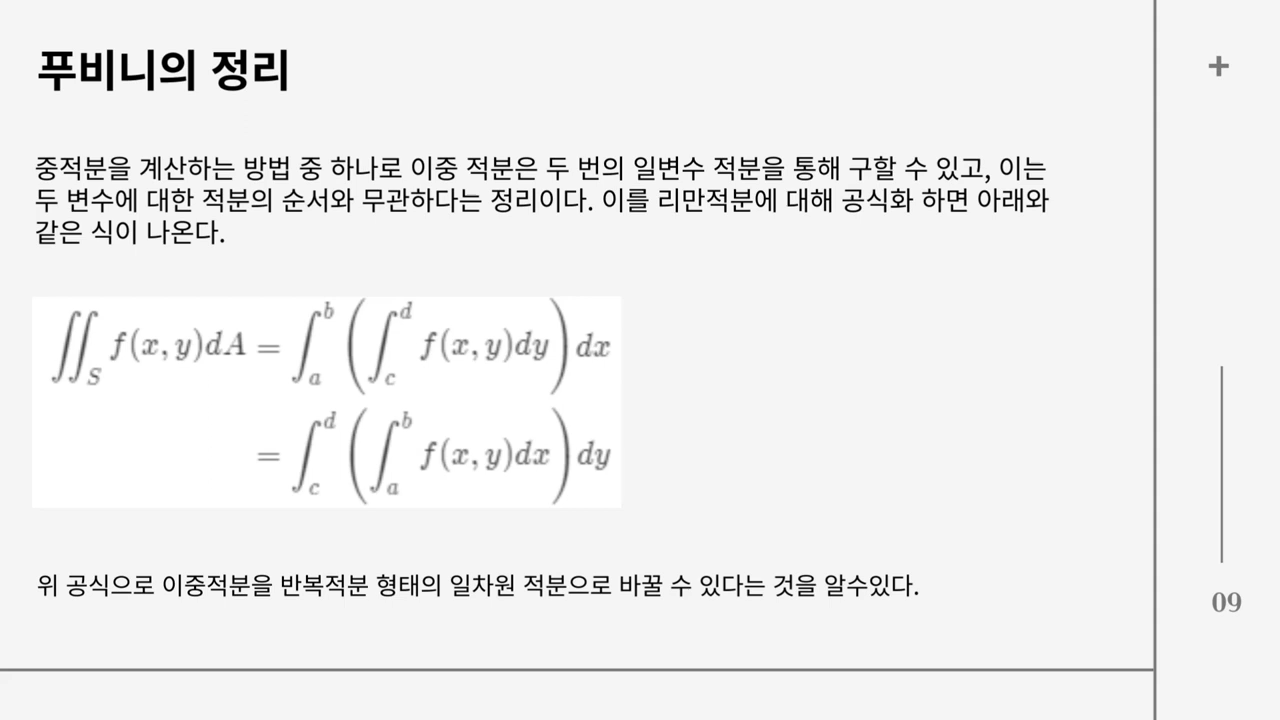 푸비니의 정리
+
중적분을 계산하는 방법 중 하나로 이중 적분은 두 번의 일변수 적분을 통해 구할 수 있고, 이는
두 변수에 대한 적분의 순서와 무관하다는 정리이다. 이를 리만적분에 대해 공식화 하면 아래와
같은 식이 나온다.
∬_S f(x, y)dA = ∫_a^b (∫_c^d f(x, y)dy) dx
= ∫_c^d (∫_a^b f(x, y)dx) dy
위 공식으로 이중적분을 반복적분 형태의 일차원 적분으로 바꿀 수 있다는 것을 알수있다.
09